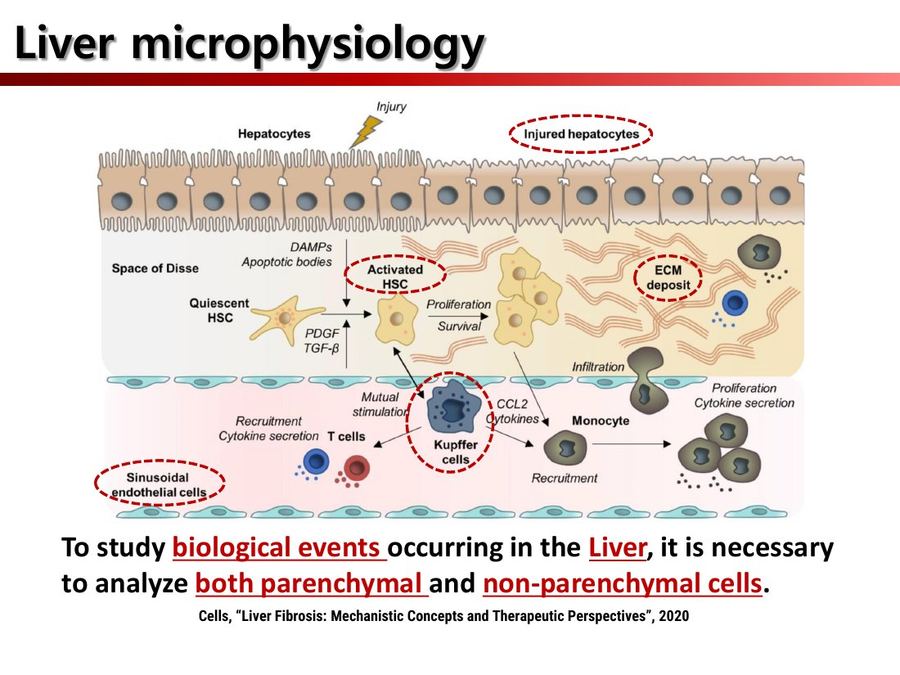 Liver microphysiology
Injury
Hepatocytes
Injured hepatocytes
DAMPs
Apoptotic bodies
Space of Disse
Activated
HSC
ECM
deposit
Quiescent
HSC
Proliferation
Survival
PDGF
TGF-β
Infiltration
Mutual
stimulation
CCL2
Cytokines
Proliferation
Cytokine secretion
Recruitment
Cytokine secretion
T cells
Monocyte
Kupffer
cells
Recruitment
Sinusoidal
endothelial cells
To study biological events occurring in the Liver, it is necessary
to analyze both parenchymal and non-parenchymal cells.
Cells, “Liver Fibrosis: Mechanistic Concepts and Therapeutic Perspectives”, 2020